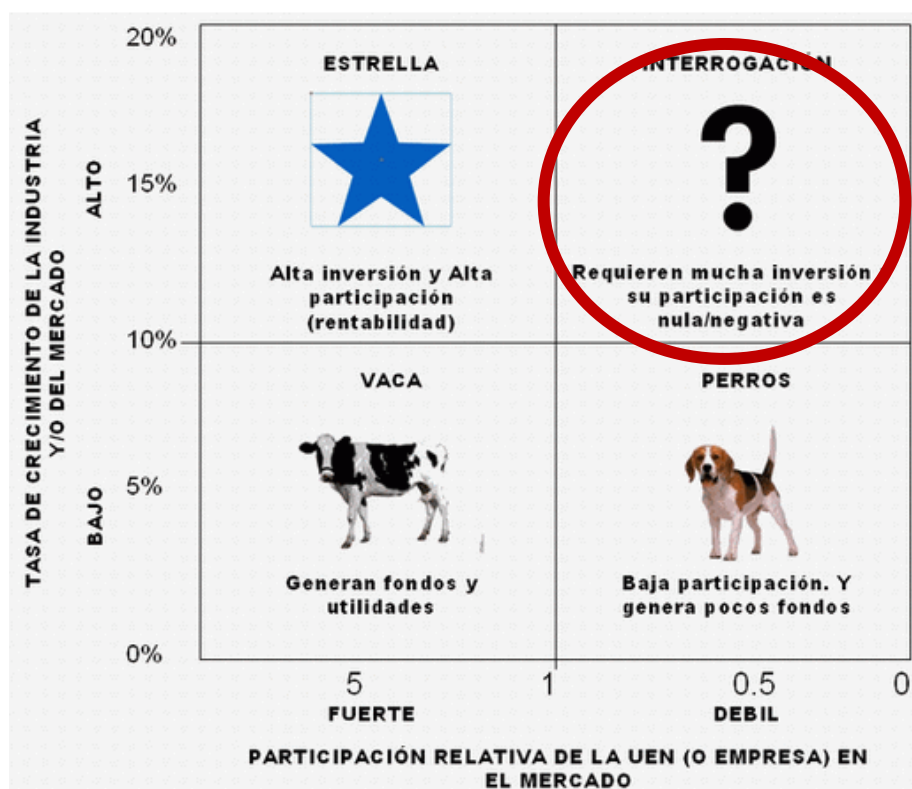 20%
ESTRELLA
INTERROGACIÓN
?
15%
ALTO
TASA DE CRECIMIENTO DE LA INDUSTRIA
Y/O DEL MERCADO
Alta inversión y Alta
participación
(rentabilidad)
Requieren mucha inversión
su participación es
nula/negativa
10%
VACA
PERROS
5%
BAJO
Generan fondos y
utilidades
Baja participación. Y
genera pocos fondos
0%
5
1
0.5
0
FUERTE
DEBIL
PARTICIPACIÓN RELATIVA DE LA UEN (O EMPRESA) EN
EL MERCADO